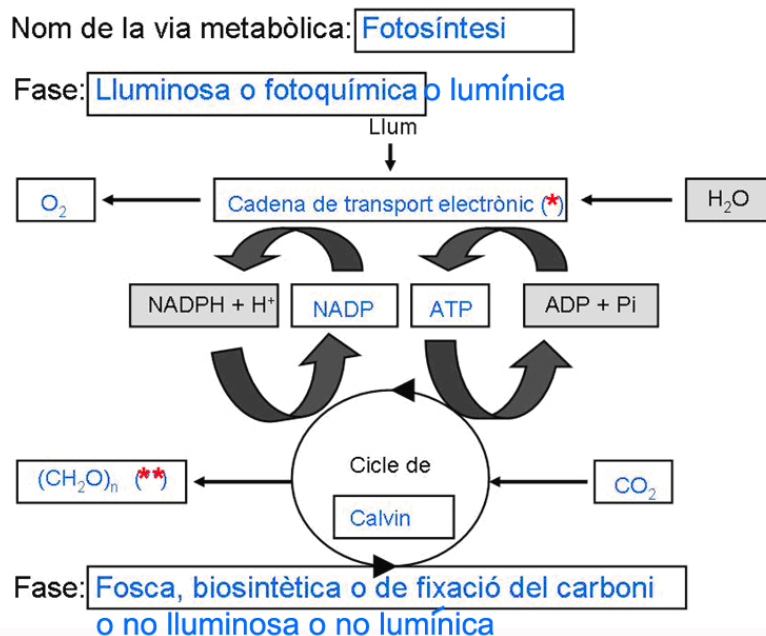 Nom de la via metabòlica: Fotosíntesi
Fase: Lluminosa o fotoquímica o lumínica
Llum
O₂
Cadena de transport electrònic (*)
H₂O
NADPH + H⁺
NADP
ATP
ADP + Pi
(CH₂O)ₙ (**)
Cicle de
Calvin
CO₂
Fase: Fosca, biosintètica o de fixació del carboni
o no lluminosa o no lumínica